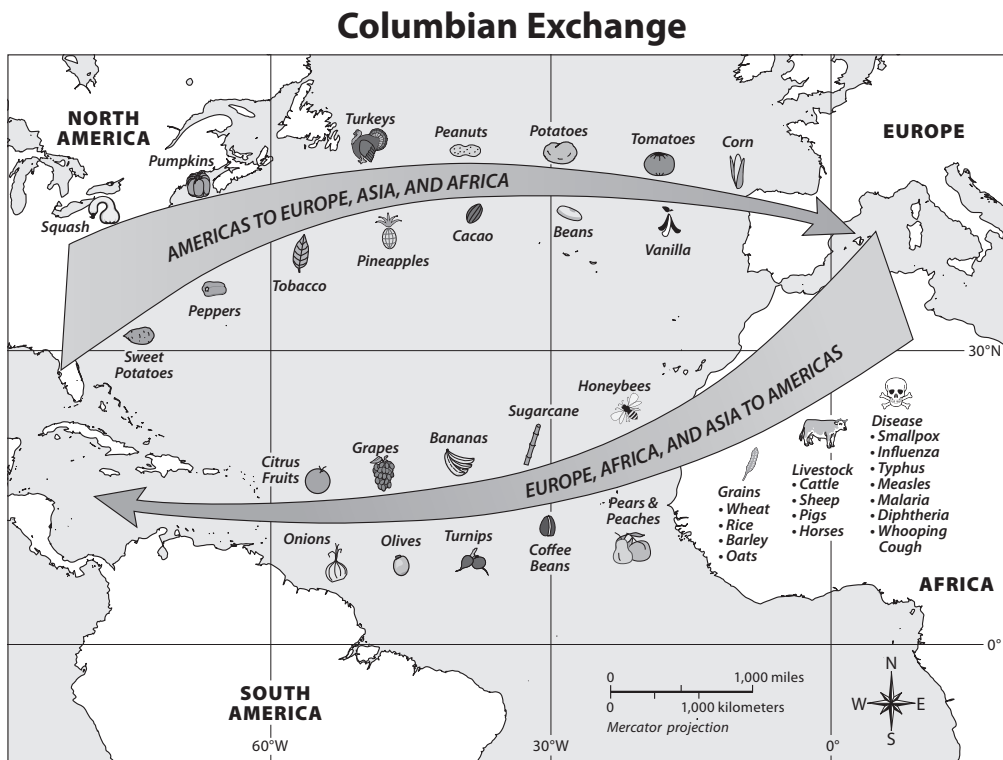 Columbian Exchange
NORTH
AMERICA
EUROPE
Turkeys
Peanuts
Potatoes
Tomatoes
Corn
Pumpkins
Squash
AMERICAS TO EUROPE, ASIA, AND AFRICA
Tobacco
Pineapples
Cacao
Beans
Vanilla
Peppers
Sweet
Potatoes
30°N
EUROPE, AFRICA, AND ASIA TO AMERICAS
Honeybees
Sugarcane
Bananas
Grapes
Citrus
Fruits
Onions
Olives
Turnips
Coffee
Beans
Pears &
Peaches
Grains
• Wheat
• Rice
• Barley
• Oats
Livestock
• Cattle
• Sheep
• Pigs
• Horses
Disease
• Smallpox
• Influenza
• Typhus
• Measles
• Malaria
• Diphtheria
• Whooping
Cough
AFRICA
0°
SOUTH
AMERICA
0 1,000 miles
0 1,000 kilometers
Mercator projection
N
W E
S
60°W
30°W
0°